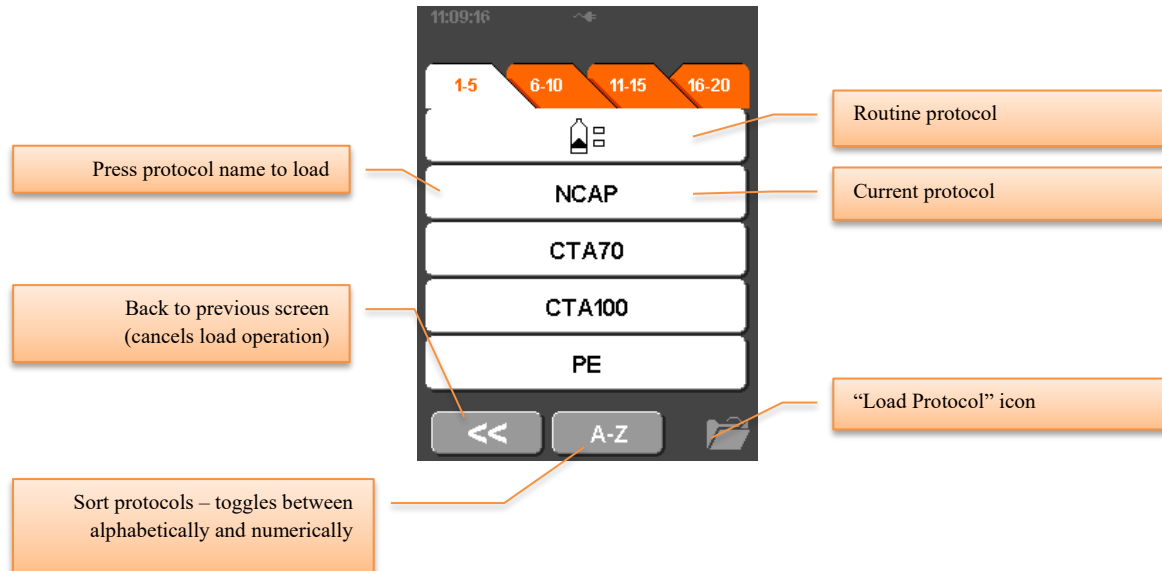 11:09:16
1-5 6-10 11-15 16-20
Routine protocol
Press protocol name to load
NCAP
Current protocol
CTA70
Back to previous screen
(cancels load operation)
CTA100
PE
“Load Protocol” icon
<< A-Z
Sort protocols – toggles between
alphabetically and numerically